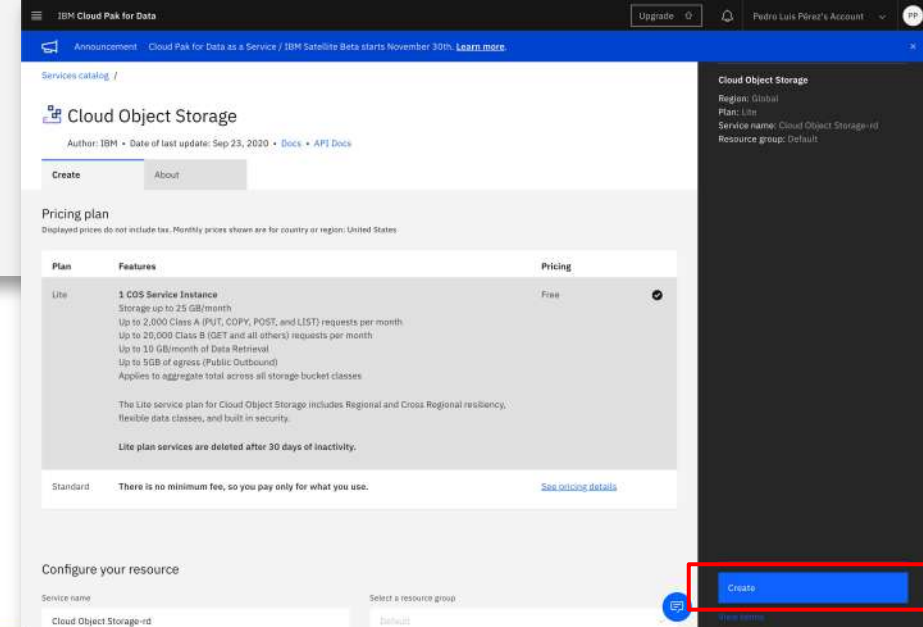 IBM Cloud Pak for Data
Upgrade
Pedro Luis Pérez's Account
PP
Announcement Cloud Pak for Data as a Service / IBM Satellite Beta starts November 30th. Learn more.
Services catalog /
Cloud Object Storage
Author: IBM • Date of last update: Sep 23, 2020 • Docs • API Docs
Create
About
Pricing plan
Displayed prices do not include tax. Monthly prices shown are for country or region: United States
Plan Features Pricing
Lite 1 COS Service Instance Free
Storage up to 25 GB/month
Up to 2,000 Class A (PUT, COPY, POST, and LIST) requests per month
Up to 20,000 Class B (GET and all others) requests per month
Up to 10 GB/month of Data Retrieval
Up to 5GB of egress (Public Outbound)
Applies to aggregate total across all storage bucket classes
The Lite service plan for Cloud Object Storage includes Regional and Cross Regional resiliency,
flexible data classes, and built in security.
Lite plan services are deleted after 30 days of inactivity.
Standard There is no minimum fee, so you pay only for what you use. See pricing details
Configure your resource
Service name
Cloud Object Storage-rd
Select a resource group
Default
Cloud Object Storage
Region: Global
Plan: Lite
Service name: Cloud Object Storage-rd
Resource group: Default
Create
View terms